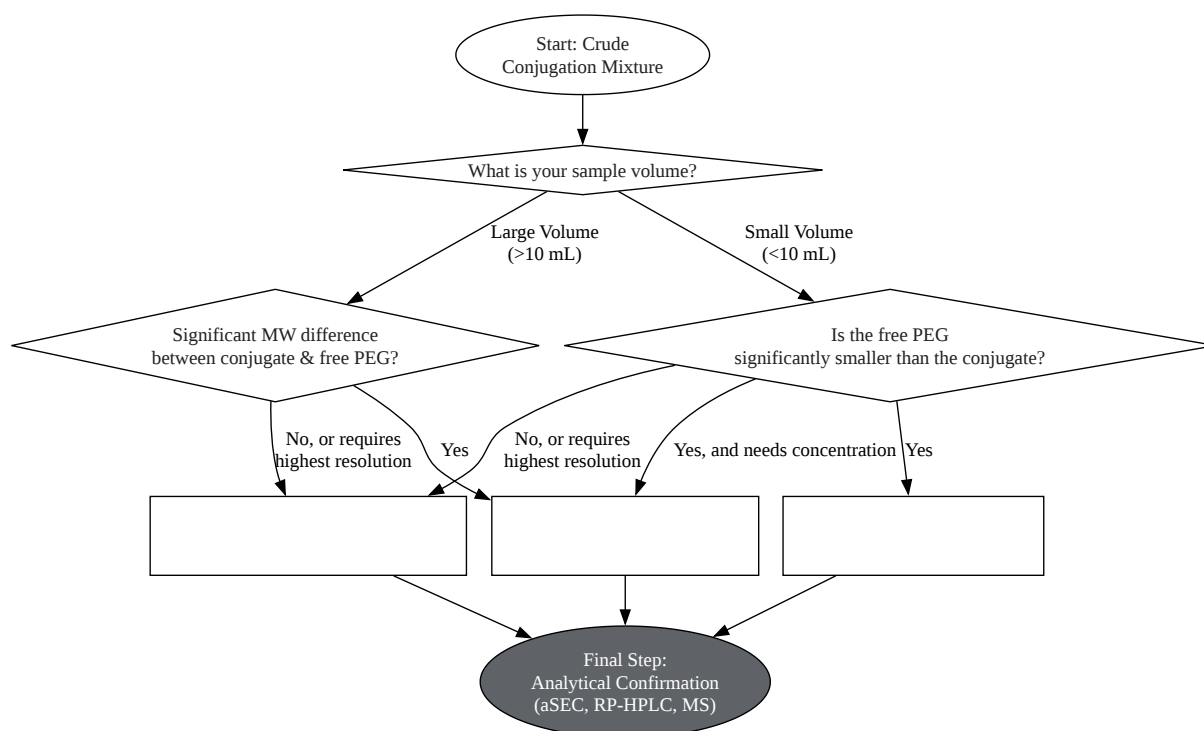 Start: Crude
Conjugation Mixture
What is your sample volume?
Large Volume
(>10 mL)
Small Volume
(<10 mL)
Significant MW difference
between conjugate & free PEG?
Is the free PEG
significantly smaller than the conjugate?
No, or requires
highest resolution
Yes
No, or requires
highest resolution
Yes, and needs concentration
Yes
Final Step:
Analytical Confirmation
(aSEC, RP-HPLC, MS)